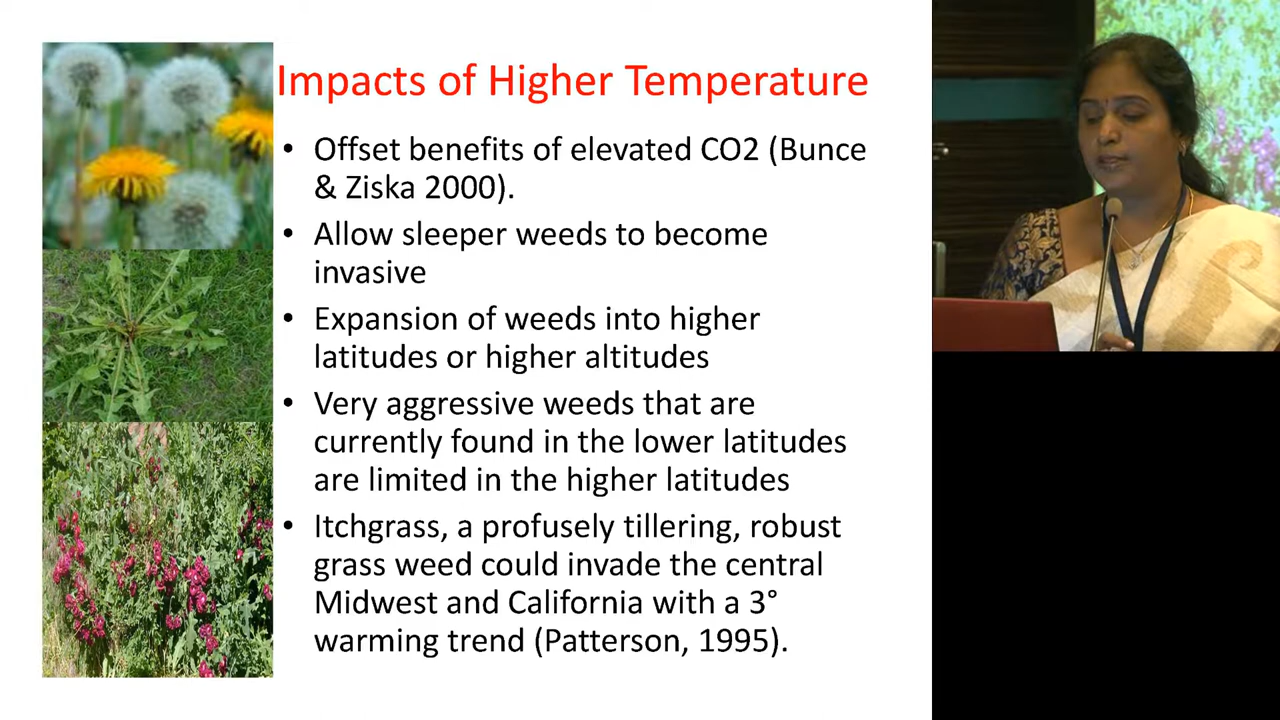 Impacts of Higher Temperature
• Offset benefits of elevated CO2 (Bunce
& Ziska 2000).
• Allow sleeper weeds to become
invasive
• Expansion of weeds into higher
latitudes or higher altitudes
• Very aggressive weeds that are
currently found in the lower latitudes
are limited in the higher latitudes
• Itchgrass, a profusely tillering, robust
grass weed could invade the central
Midwest and California with a 3°
warming trend (Patterson, 1995).